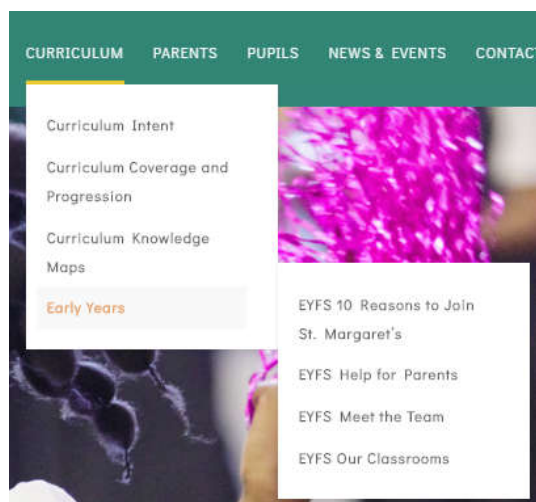 CURRICULUM PARENTS PUPILS NEWS & EVENTS
Curriculum Intent
Curriculum Coverage and
Progression
Curriculum Knowledge
Maps
Early Years
EYFS 10 Reasons to Join
St. Margaret's
EYFS Help for Parents
EYFS Meet the Team
EYFS Our Classrooms